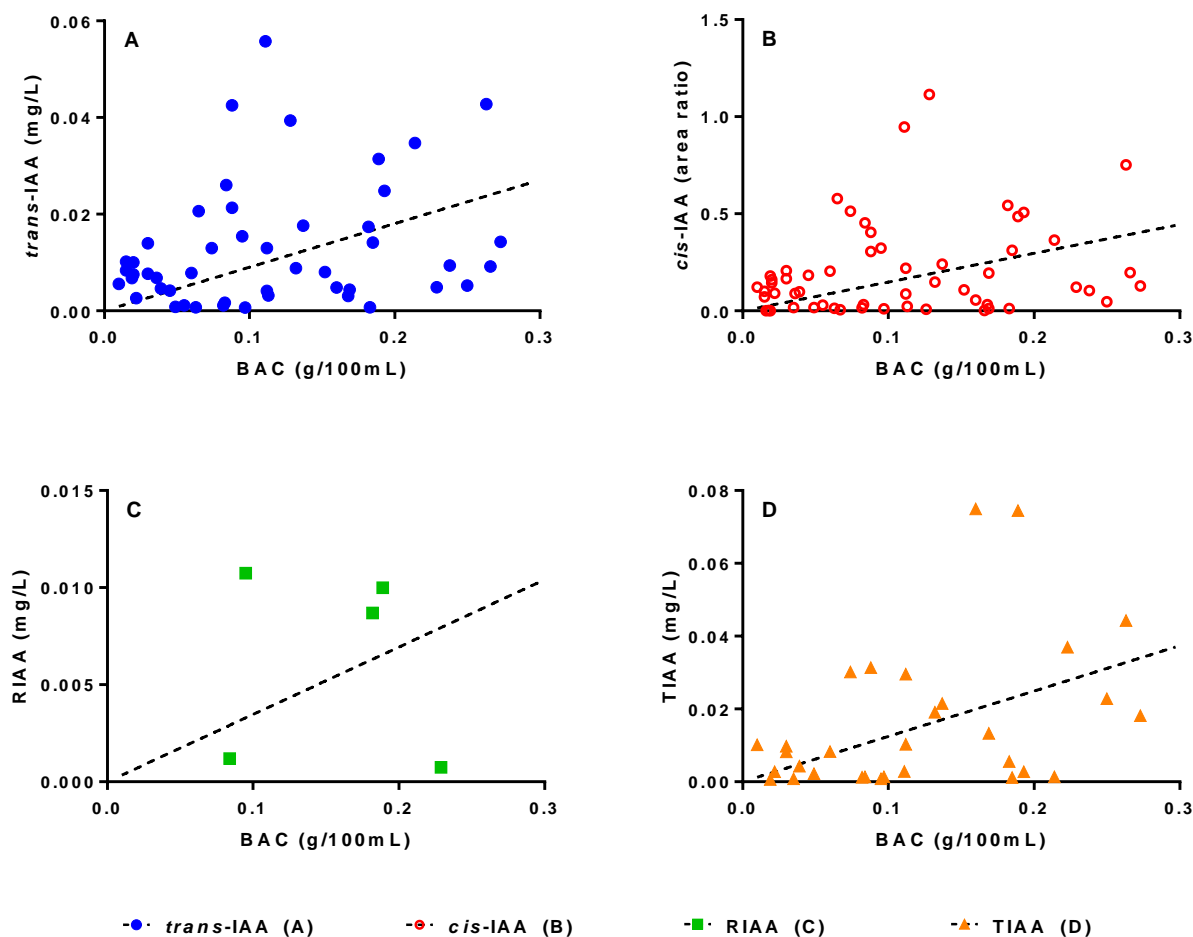 A
0.06
0.04
0.02
0.00
trans-IAA (mg/L)
0.0 0.1 0.2 0.3
BAC (g/100mL)
B
1.5
1.0
0.5
0.0
cis-IAA (area ratio)
0.0 0.1 0.2 0.3
BAC (g/100mL)
C
0.015
0.010
0.005
0.000
RIAA (mg/L)
0.0 0.1 0.2 0.3
BAC (g/100mL)
D
0.08
0.06
0.04
0.02
0.00
TIAA (mg/L)
0.0 0.1 0.2 0.3
BAC (g/100mL)
trans-IAA (A) cis-IAA (B) RIAA (C) TIAA (D)